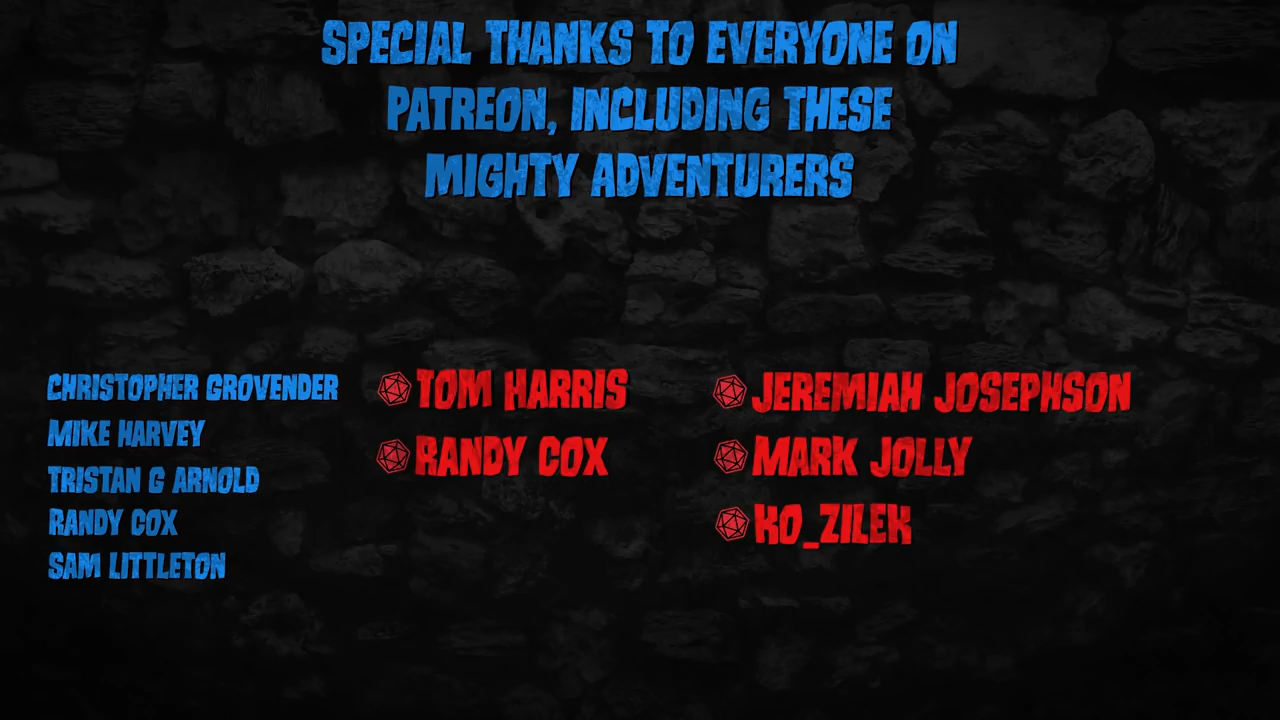 SPECIAL THANKS TO EVERYONE ON
PATREON, INCLUDING THESE
MIGHTY ADVENTURERS
CHRISTOPHER GROVENDER
MIKE HARVEY
TRISTAN G ARNOLD
RANDY COX
SAM LITTLETON
TOM HARRIS
RANDY COX
JEREMIAH JOSEPHSON
MARK JOLLY
KO_ZILEK